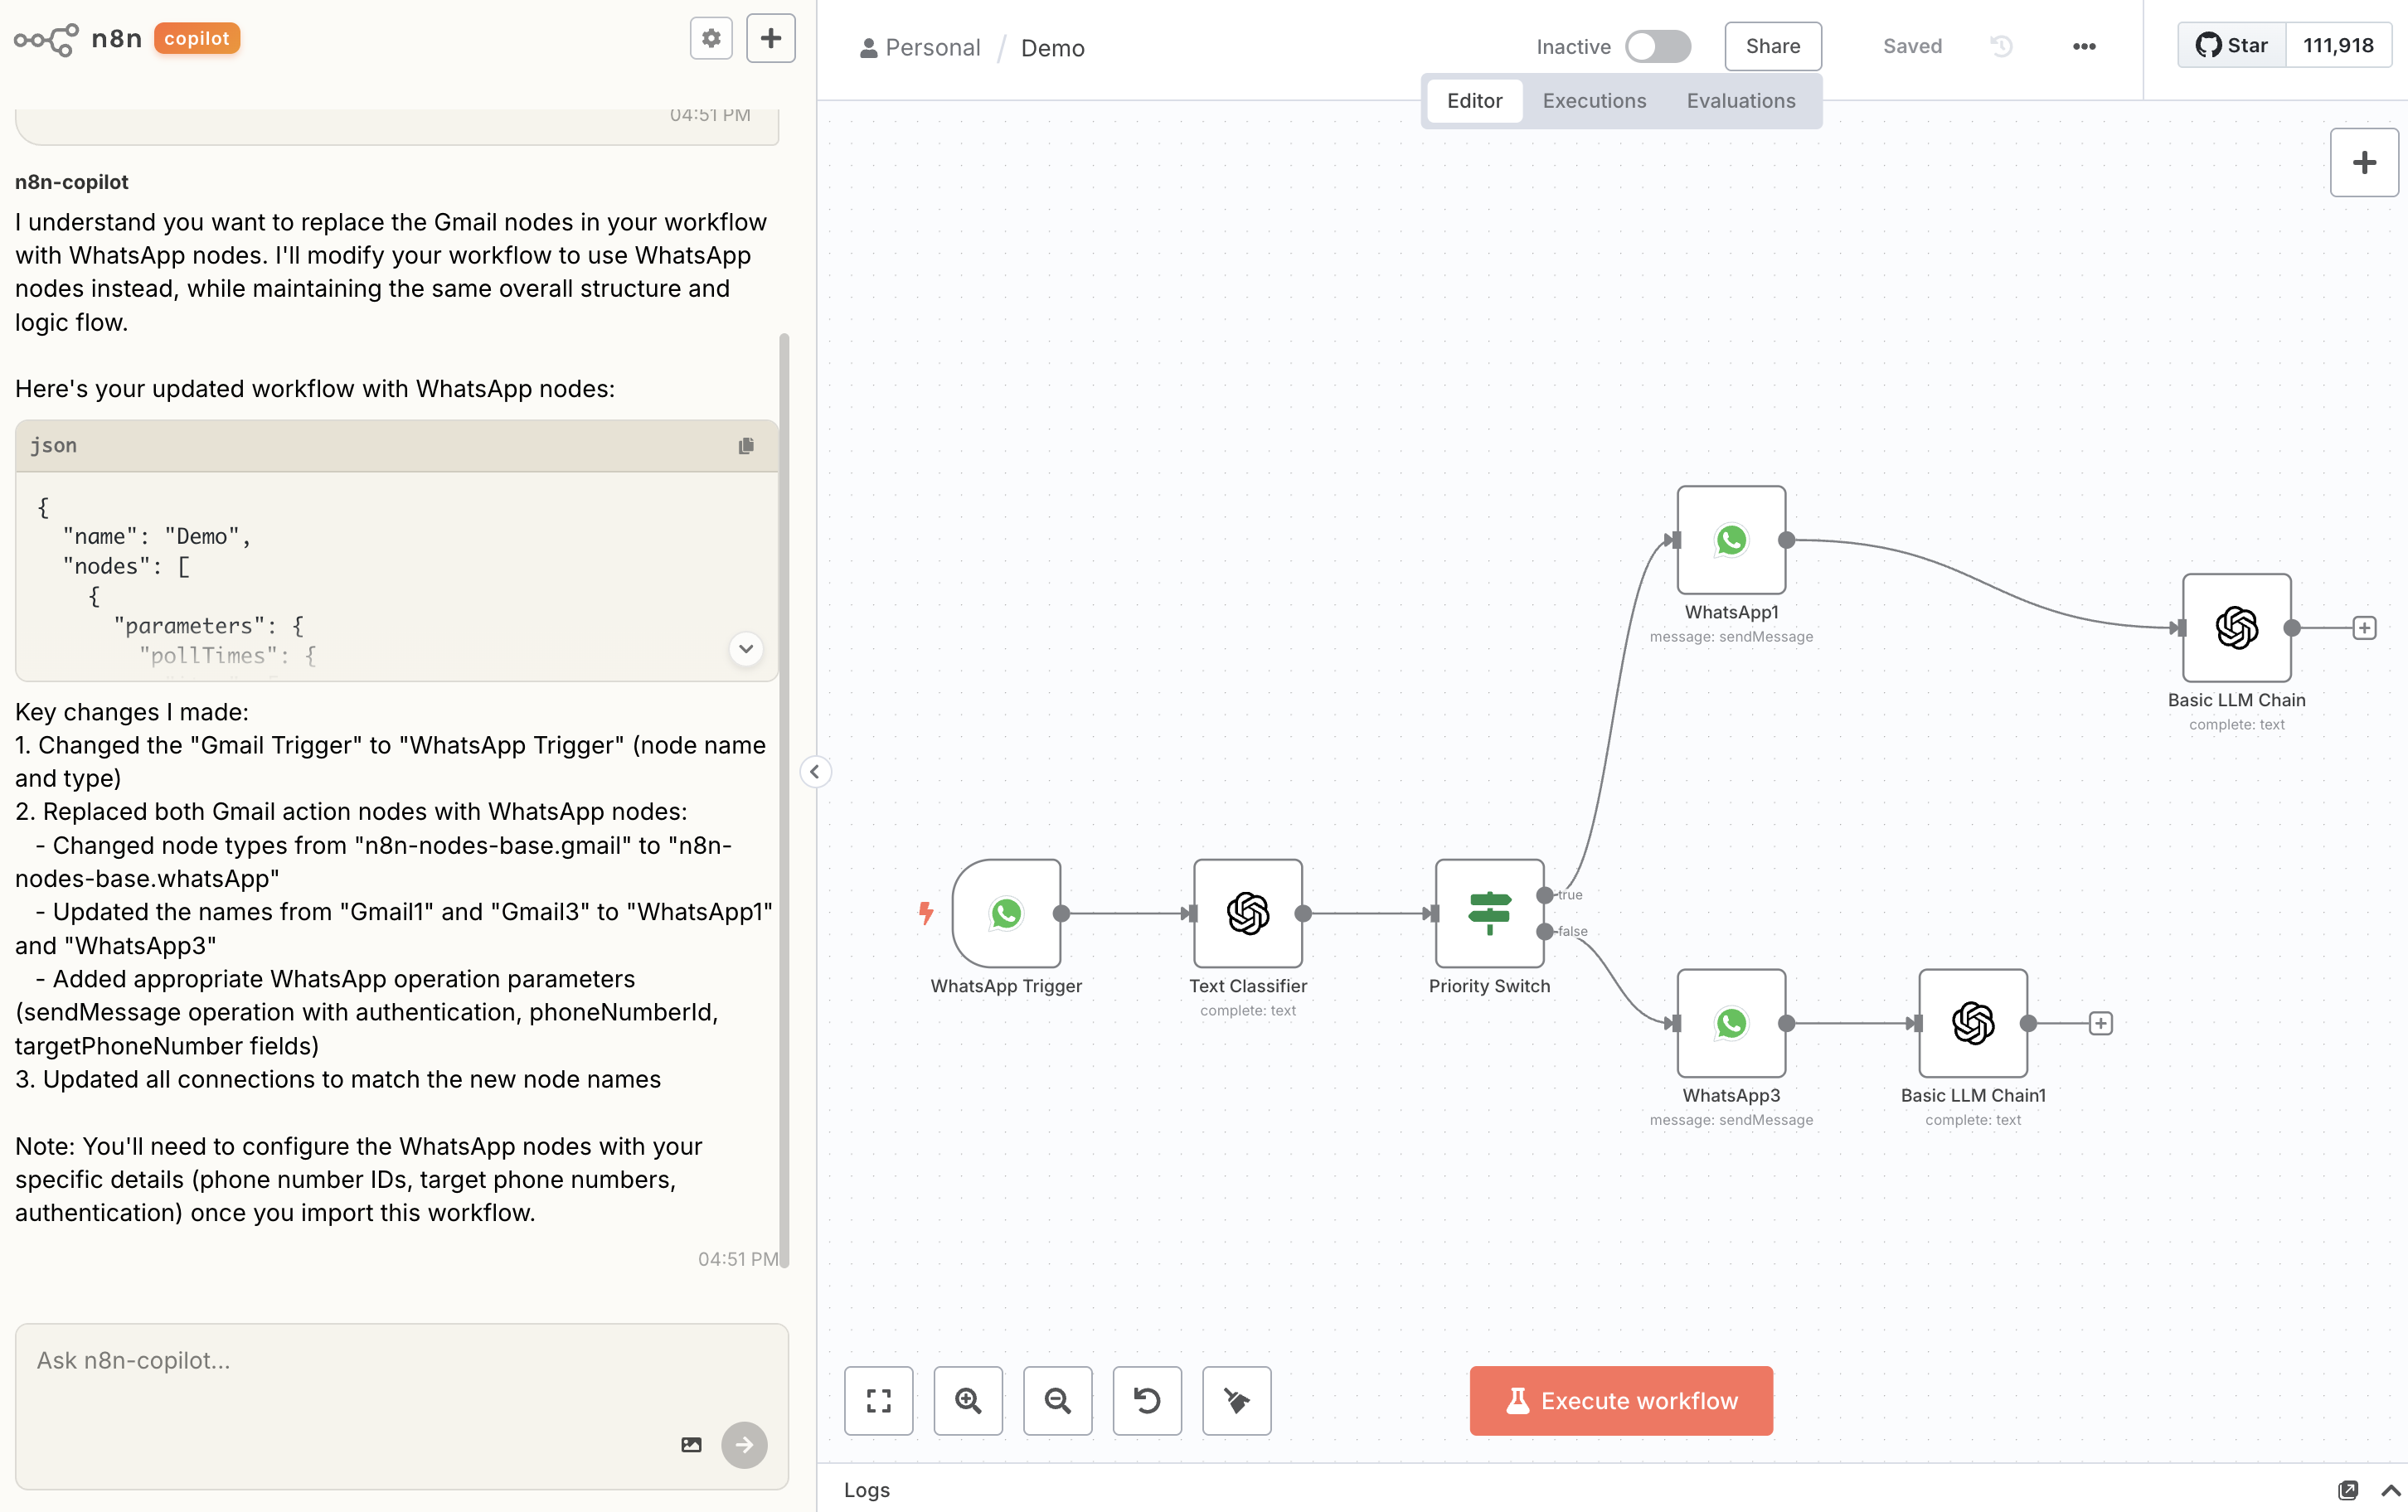 n8n copilot
04:51 PM
n8n-copilot
I understand you want to replace the Gmail nodes in your workflow
with WhatsApp nodes. I'll modify your workflow to use WhatsApp
nodes instead, while maintaining the same overall structure and
logic flow.
Here's your updated workflow with WhatsApp nodes:
json
{
"name": "Demo",
"nodes": [
{
"parameters": {
"pollTimes": {
Key changes I made:
1. Changed the "Gmail Trigger" to "WhatsApp Trigger" (node name
and type)
2. Replaced both Gmail action nodes with WhatsApp nodes:
- Changed node types from "n8n-nodes-base.gmail" to "n8n-
nodes-base.whatsApp"
- Updated the names from "Gmail1" and "Gmail3" to "WhatsApp1"
and "WhatsApp3"
- Added appropriate WhatsApp operation parameters
(sendMessage operation with authentication, phoneNumberId,
targetPhoneNumber fields)
3. Updated all connections to match the new node names
Note: You'll need to configure the WhatsApp nodes with your
specific details (phone number IDs, target phone numbers,
authentication) once you import this workflow.
04:51 PM
Ask n8n-copilot...
Personal / Demo
Inactive
Share
Saved
Star 111,918
Editor Executions Evaluations
WhatsApp1
message: sendMessage
Basic LLM Chain
complete: text
true
false
WhatsApp Trigger
Text Classifier
complete: text
Priority Switch
WhatsApp3
message: sendMessage
Basic LLM Chain1
complete: text
Execute workflow
Logs